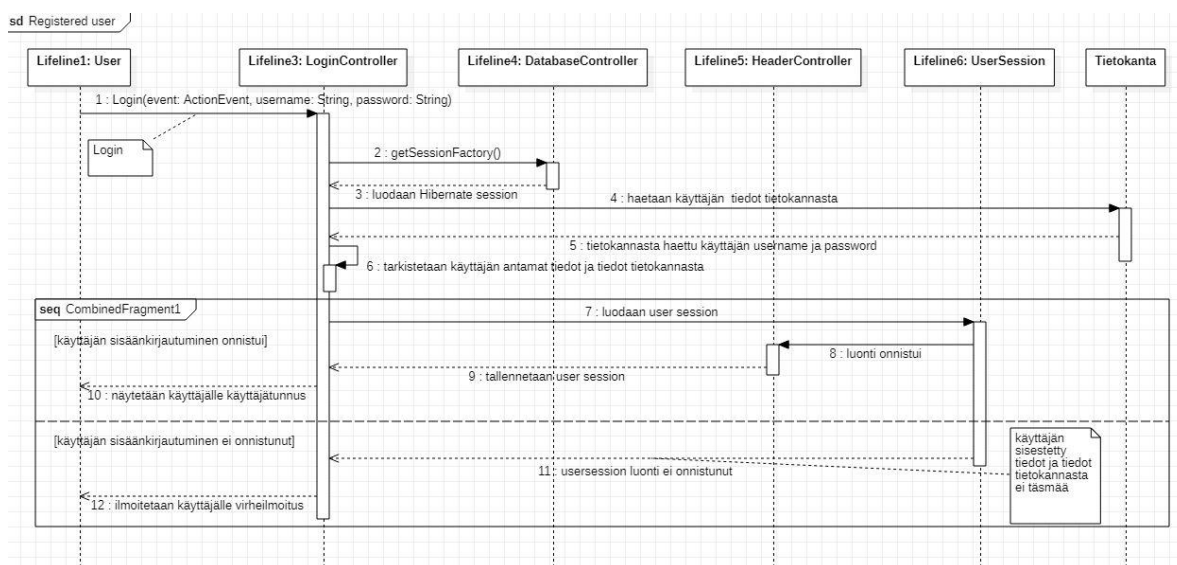 sd Registered user
Lifeline1: User
Lifeline3: LoginController
Lifeline4: DatabaseController
Lifeline5: HeaderController
Lifeline6: UserSession
Tietokanta
1 : Login(event: ActionEvent, username: String, password: String)
Login
2 : getSessionFactory()
3 : luodaan Hibernate session
4 : haetaan käyttäjän tiedot tietokannasta
5 : tietokannasta haettu käyttäjän username ja password
6 : tarkistetaan käyttäjän antamat tiedot ja tiedot tietokannasta
seq CombinedFragment1
7 : luodaan user session
[käyttäjän sisäänkirjautuminen onnistui]
8 : luonti onnistui
9 : tallennetaan user session
10 : näytetään käyttäjälle käyttäjätunnus
[käyttäjän sisäänkirjautuminen ei onnistunut]
käyttäjän
sisestetty
tiedot ja tiedot
tietokannasta
ei täsmää
11 : usersession luonti ei onnistunut
12 : ilmoitetaan käyttäjälle virheilmoitus